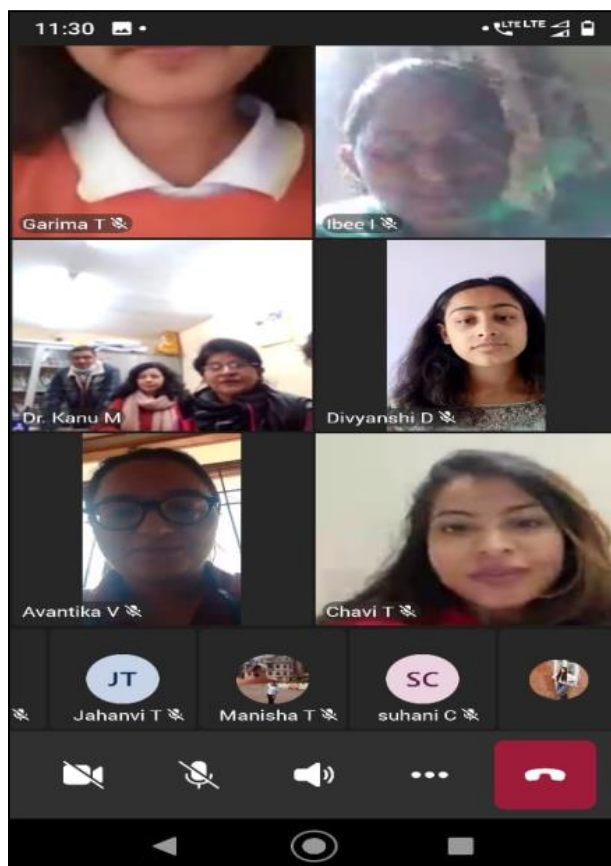 11:30
LTE LTE
Garima T
Ibee I
Dr. Kanu M
Divyanshi D
Avantika V
Chavi T
JT
SC
Jahanvi T
Manisha T
suhani C